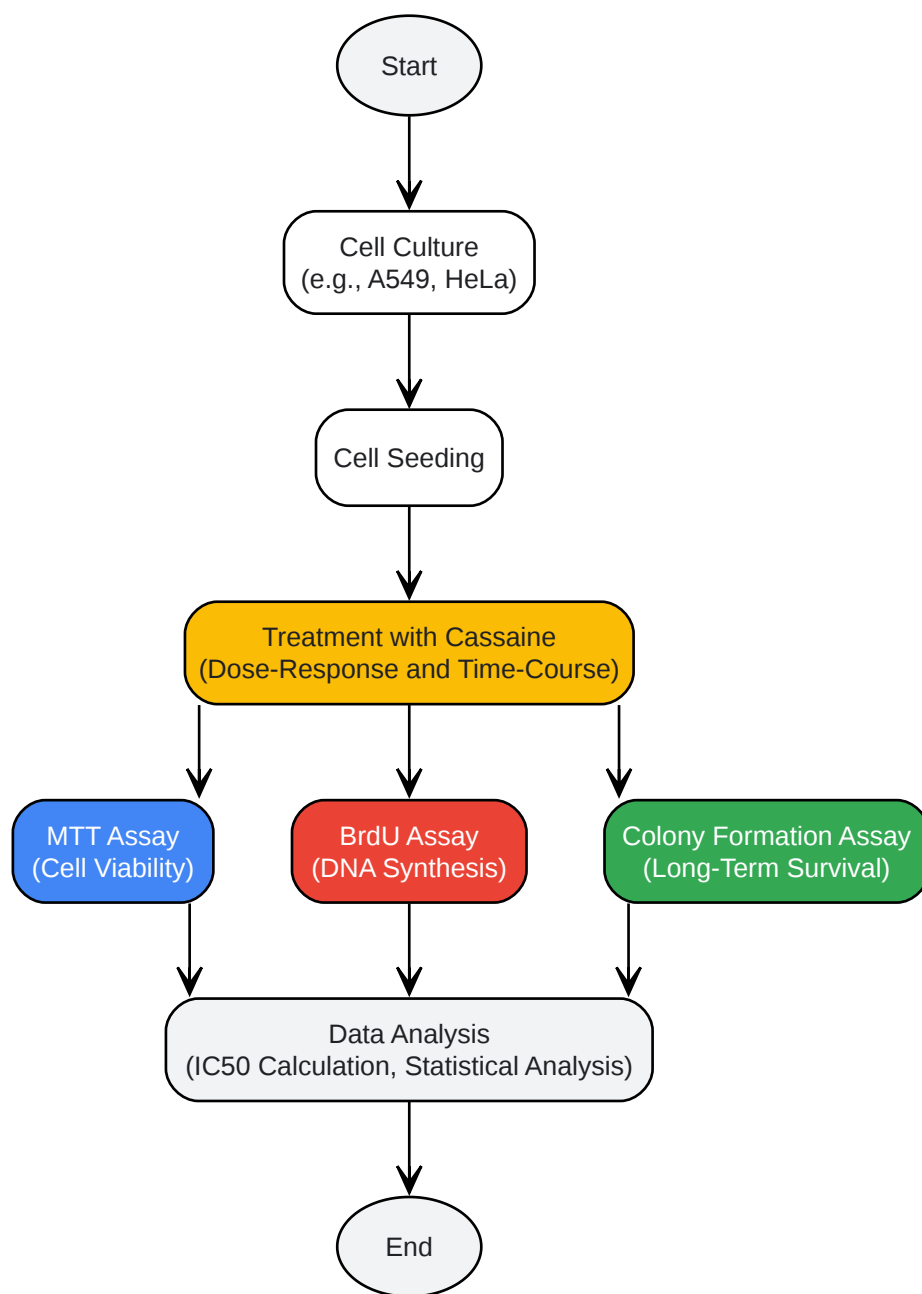 Start
Cell Culture
(e.g., A549, HeLa)
Cell Seeding
Treatment with Cassaine
(Dose-Response and Time-Course)
MTT Assay
(Cell Viability)
BrdU Assay
(DNA Synthesis)
Colony Formation Assay
(Long-Term Survival)
Data Analysis
(IC50 Calculation, Statistical Analysis)
End